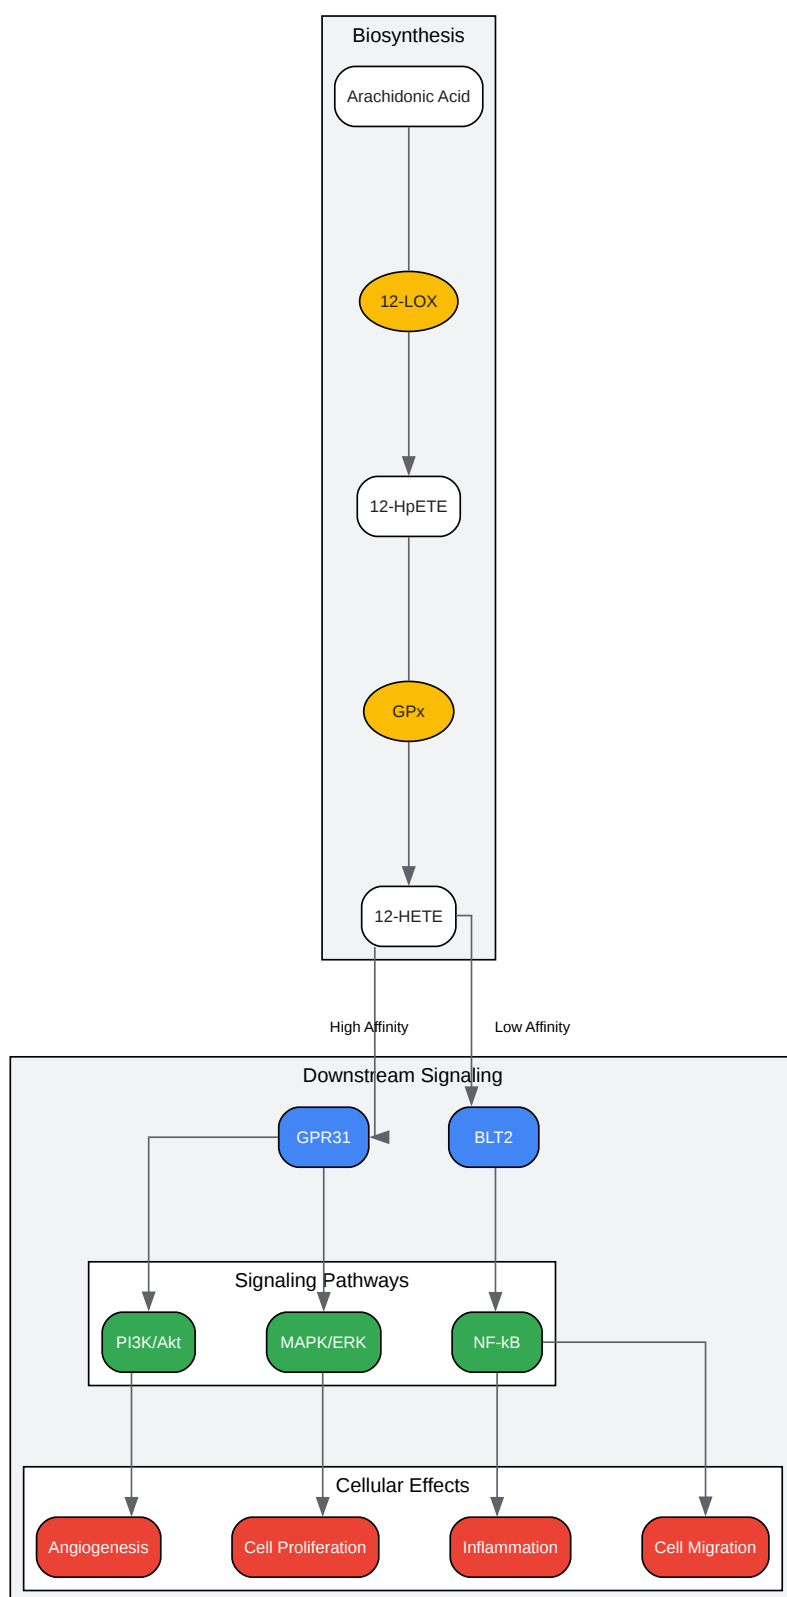 Biosynthesis
Arachidonic Acid
12-LOX
12-HpETE
GPx
12-HETE
High Affinity
Low Affinity
Downstream Signaling
GPR31
BLT2
Signaling Pathways
PI3K/Akt
MAPK/ERK
NF-kB
Cellular Effects
Angiogenesis
Cell Proliferation
Inflammation
Cell Migration